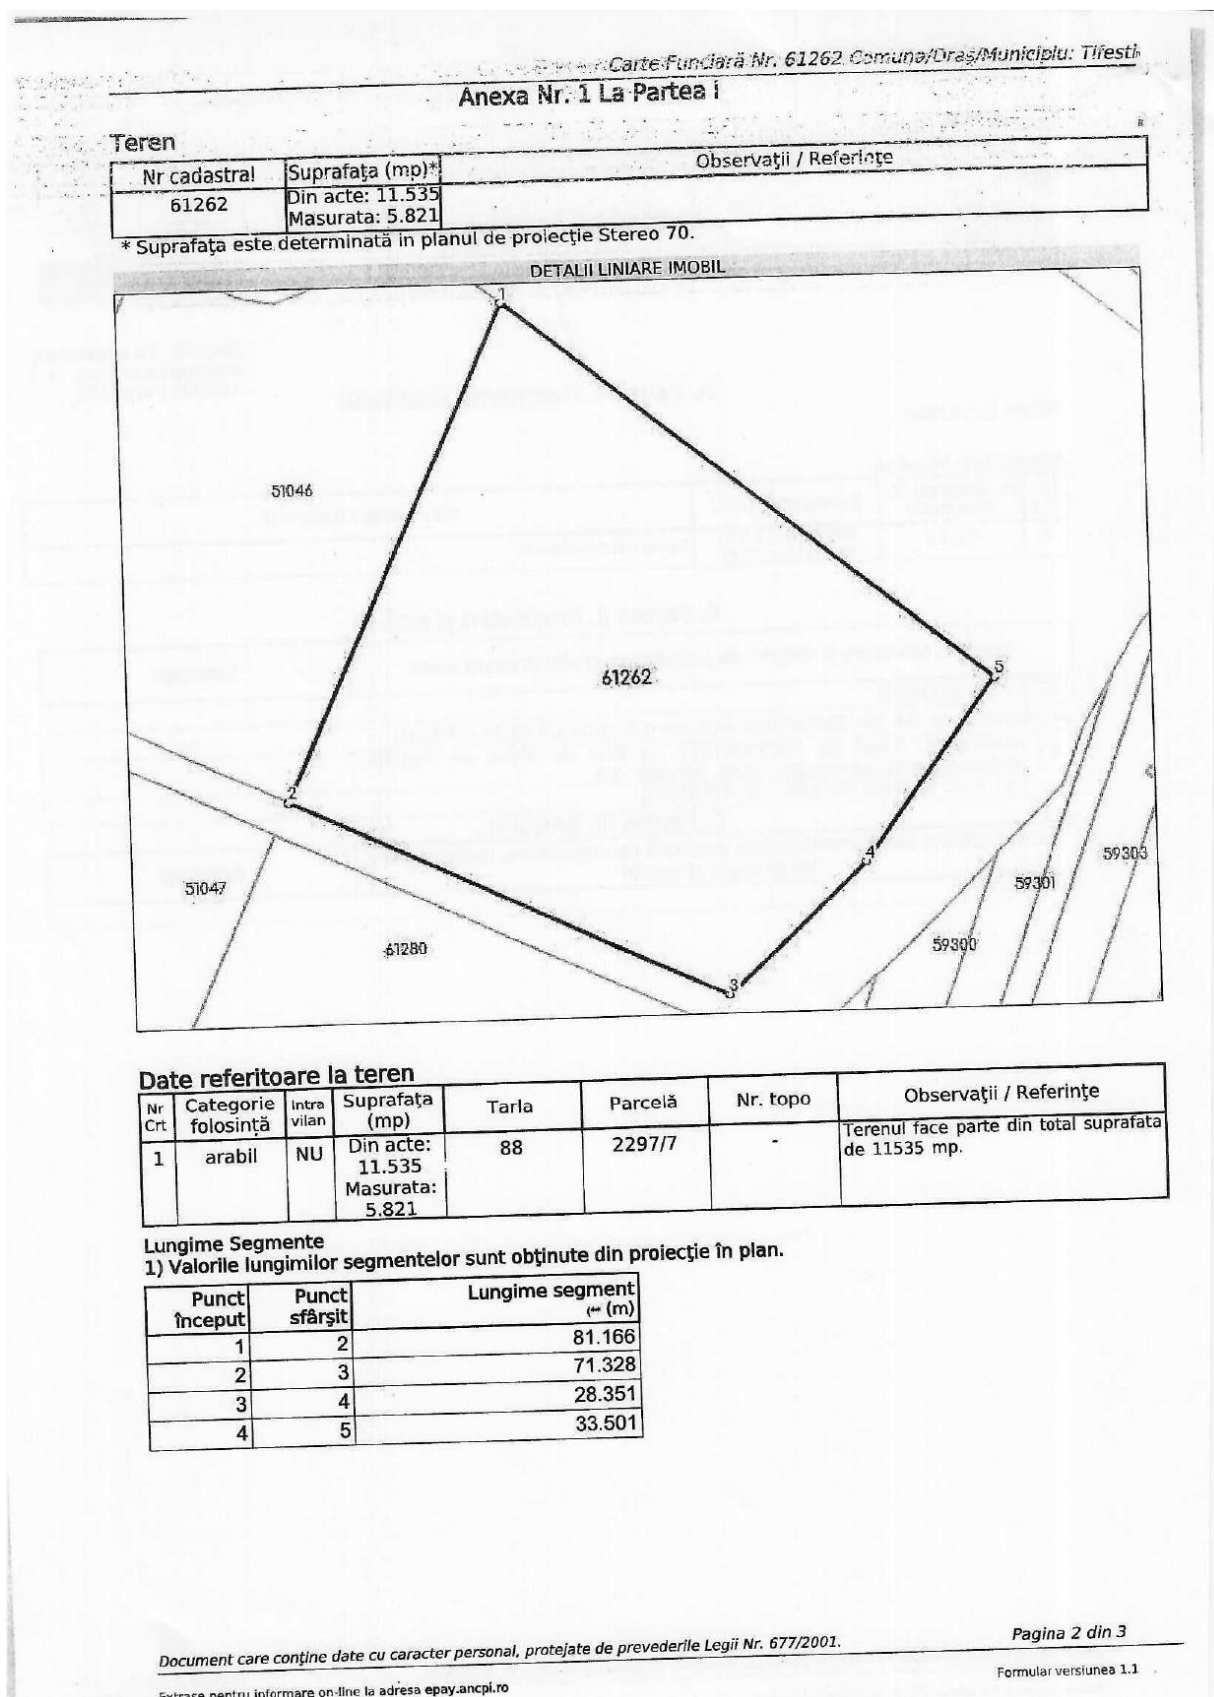 Carte Funciară Nr. 61262 Comuna/Oraş/Municipiu: Tifesti
Anexa Nr. 1 La Partea I
Teren
Nr cadastral Suprafaţa (mp)* Observaţii / Referinţe
61262 Din acte: 11.535
Masurata: 5.821
* Suprafaţa este determinată in planul de proiecţie Stereo 70.
DETALII LINIARE IMOBIL
1
51046
61262
5
2
4
59303
51047
59301
61280
59300
3
Date referitoare la teren
Nr Crt Categorie folosinţă Intra vilan Suprafaţa (mp) Tarla Parcelă Nr. topo Observaţii / Referinţe
1 arabil NU Din acte: 11.535 Masurata: 5.821 88 2297/7 - Terenul face parte din total suprafata de 11535 mp.
Lungime Segmente
1) Valorile lungimilor segmentelor sunt obţinute din proiecţie în plan.
Punct început Punct sfârşit Lungime segment (** (m)
1 2 81.166
2 3 71.328
3 4 28.351
4 5 33.501
Document care conţine date cu caracter personal, protejate de prevederile Legii Nr. 677/2001.
Pagina 2 din 3
Extrase pentru informare on-line la adresa epay.ancpi.ro
Formular versiunea 1.1